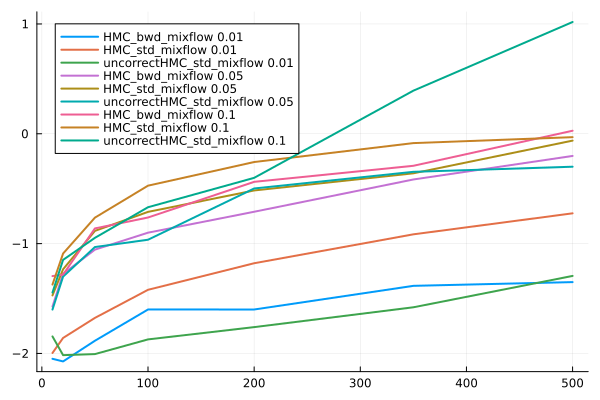 1
HMC_bwd_mixflow 0.01
HMC_std_mixflow 0.01
uncorrectHMC_std_mixflow 0.01
HMC_bwd_mixflow 0.05
HMC_std_mixflow 0.05
uncorrectHMC_std_mixflow 0.05
HMC_bwd_mixflow 0.1
HMC_std_mixflow 0.1
uncorrectHMC_std_mixflow 0.1
0
−1
−2
0 100 200 300 400 500